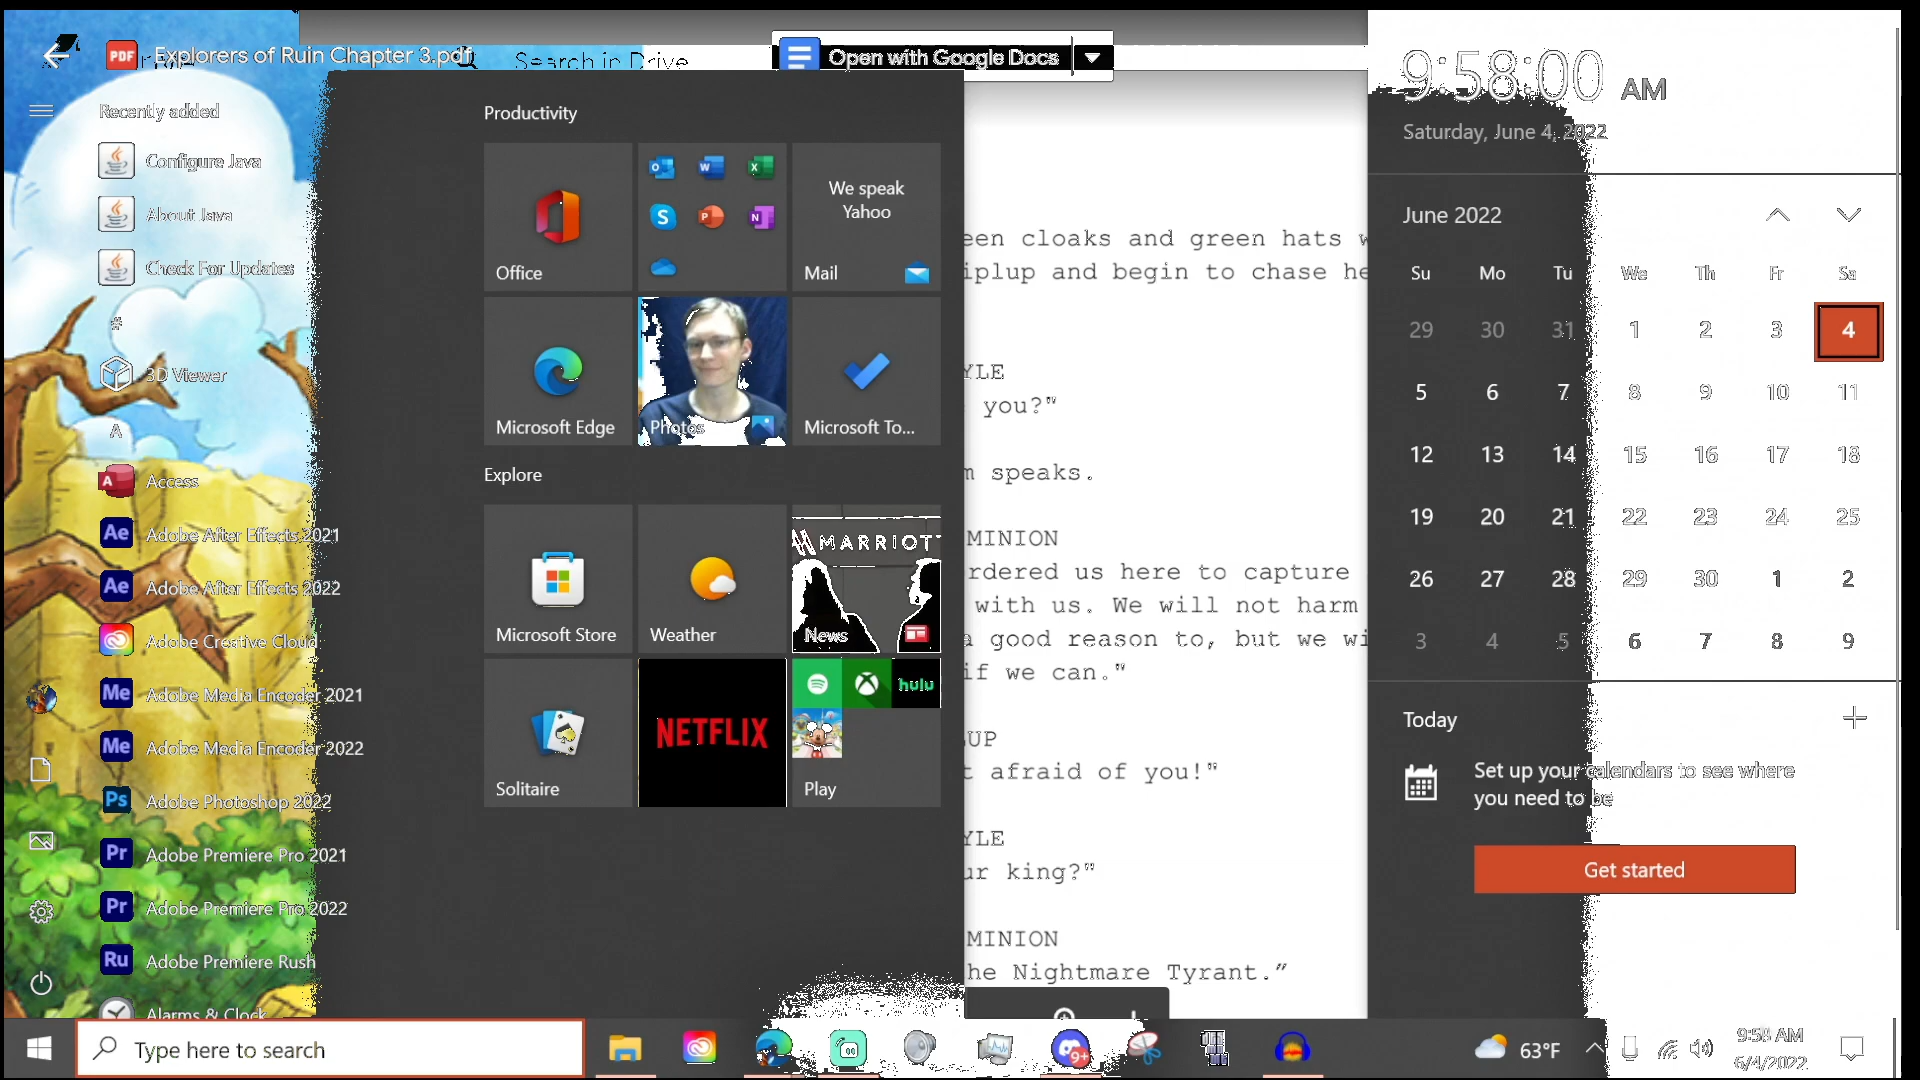 Explorers of Ruin Chapter 3.pdf
Search in Drive
Open with Google Docs
Recently added
Configure Java
About Java
Check For Updates
#
3D Viewer
A
Access
Adobe After Effects 2021
Adobe After Effects 2022
Adobe Creative Cloud
Adobe Media Encoder 2021
Adobe Media Encoder 2022
Adobe Photoshop 2022
Adobe Premiere Pro 2021
Adobe Premiere Pro 2022
Adobe Premiere Rush
Alarms & Clock
Productivity
Office
We speak
Yahoo
Mail
Microsoft Edge
Photos
Microsoft To...
Explore
Microsoft Store
Weather
MARRIOT
News
Solitaire
NETFLIX
hulu
Play
een cloaks and green hats w
iplup and begin to chase he
YLE
you?"
m speaks.
MINION
rdered us here to capture
with us. We will not harm
a good reason to, but we wi
if we can."
UP
t afraid of you!"
YLE
ur king?"
MINION
he Nightmare Tyrant.”
9:58:00 AM
Saturday, June 4, 2022
June 2022
Su Mo Tu We Th Fr Sa
29 30 31 1 2 3 4
5 6 7 8 9 10 11
12 13 14 15 16 17 18
19 20 21 22 23 24 25
26 27 28 29 30 1 2
3 4 5 6 7 8 9
Today
Set up your calendars to see where
you need to be
Get started
Type here to search
9+
63°F
9:58 AM
6/4/2022